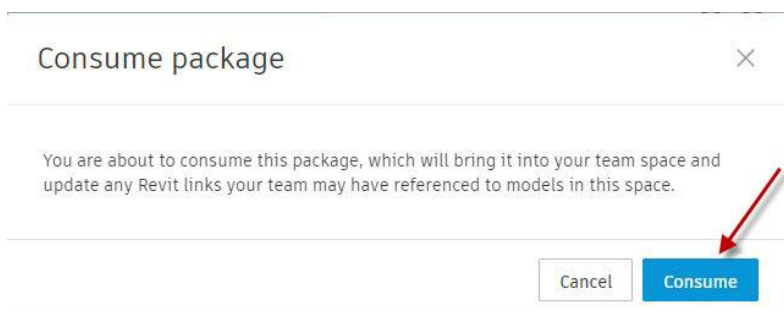 Consume package
You are about to consume this package, which will bring it into your team space and
update any Revit links your team may have referenced to models in this space.
Cancel
Consume